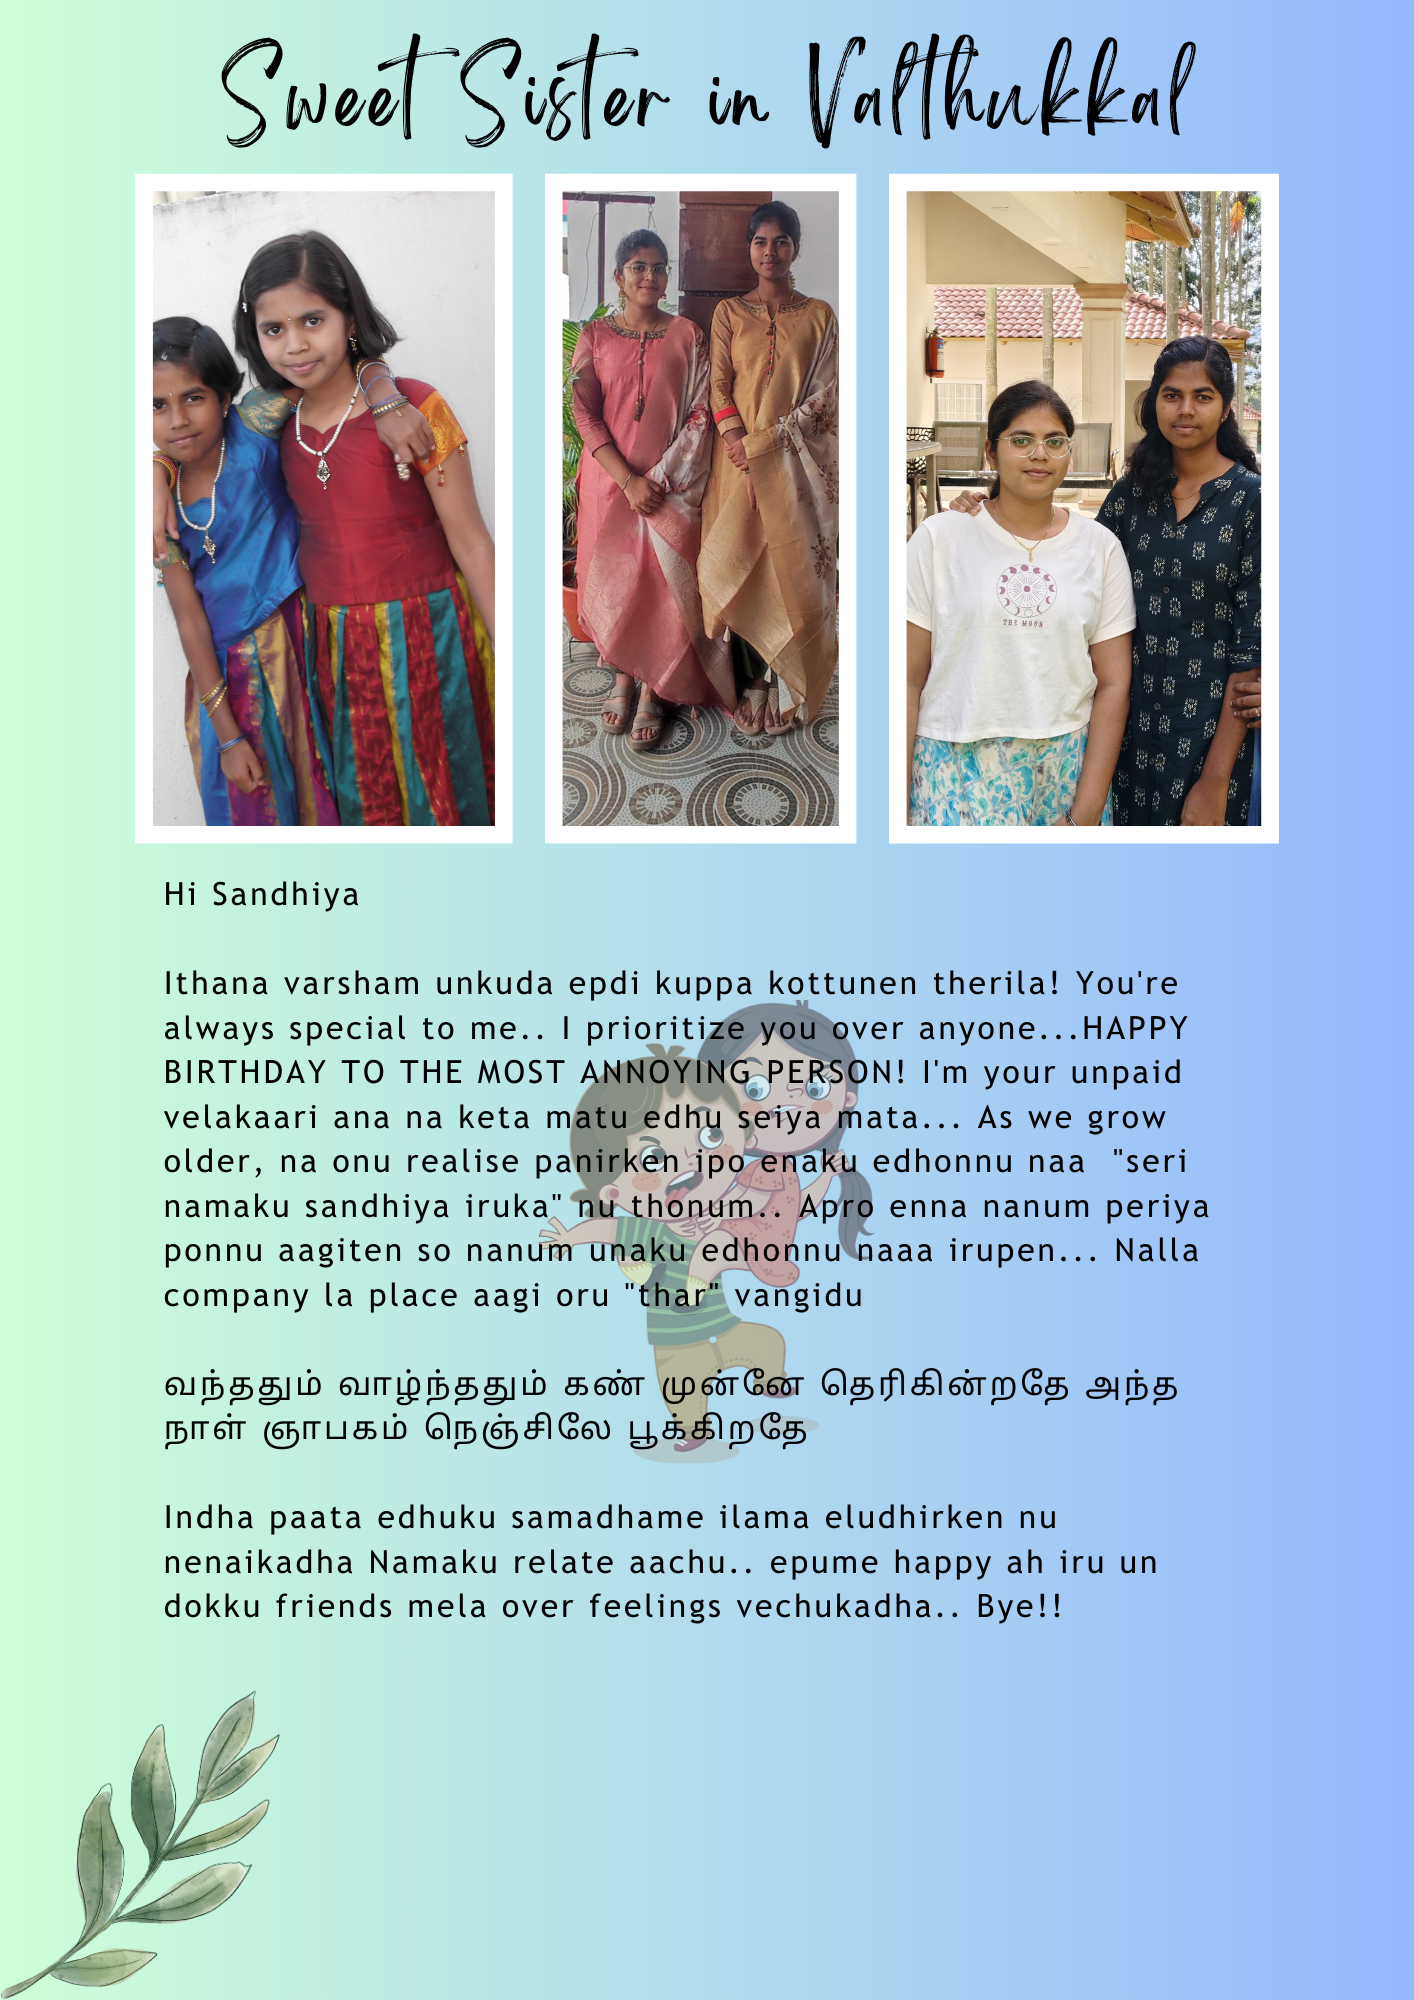 Sweet Sister in Valthukkal
THE MOON
Hi Sandhiya
Ithana varsham unkuda epdi kuppa kottunen therila! You're
always special to me.. I prioritize you over anyone...HAPPY
BIRTHDAY TO THE MOST ANNOYING PERSON! I'm your unpaid
velakaari ana na keta matu edhu seiya mata... As we grow
older, na onu realise panirken ipo enaku edhonnu naa  "seri
namaku sandhiya iruka" nu thonum.. Apro enna nanum periya
ponnu aagiten so nanum unaku edhonnu naaa irupen... Nalla
company la place aagi oru "thar" vangidu
வந்ததும் வாழ்ந்ததும் கண் முன்னே தெரிகின்றதே அந்த
நாள் ஞாபகம் நெஞ்சிலே பூக்கிறதே
Indha paata edhuku samadhame ilama eludhirken nu
nenaikadha Namaku relate aachu.. epume happy ah iru un
dokku friends mela over feelings vechukadha.. Bye!!